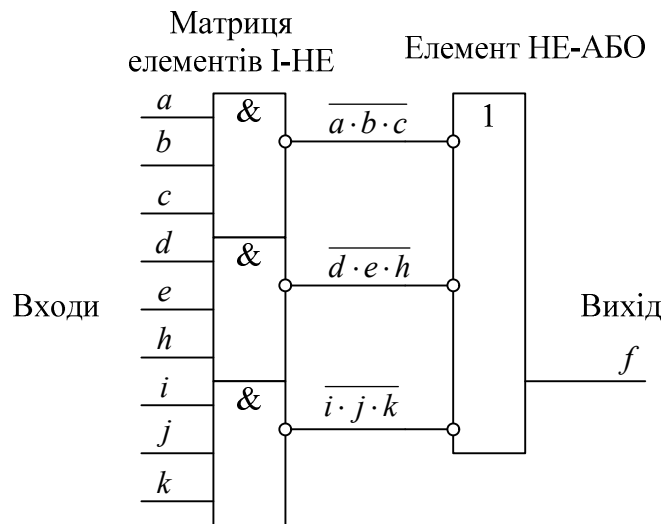 Матриця
елементів І-НЕ
Елемент НЕ-АБО
a
b
c
d
e
h
i
j
k
&
&
&
a · b · c
d · e · h
i · j · k
1
Входи
Вихід
f